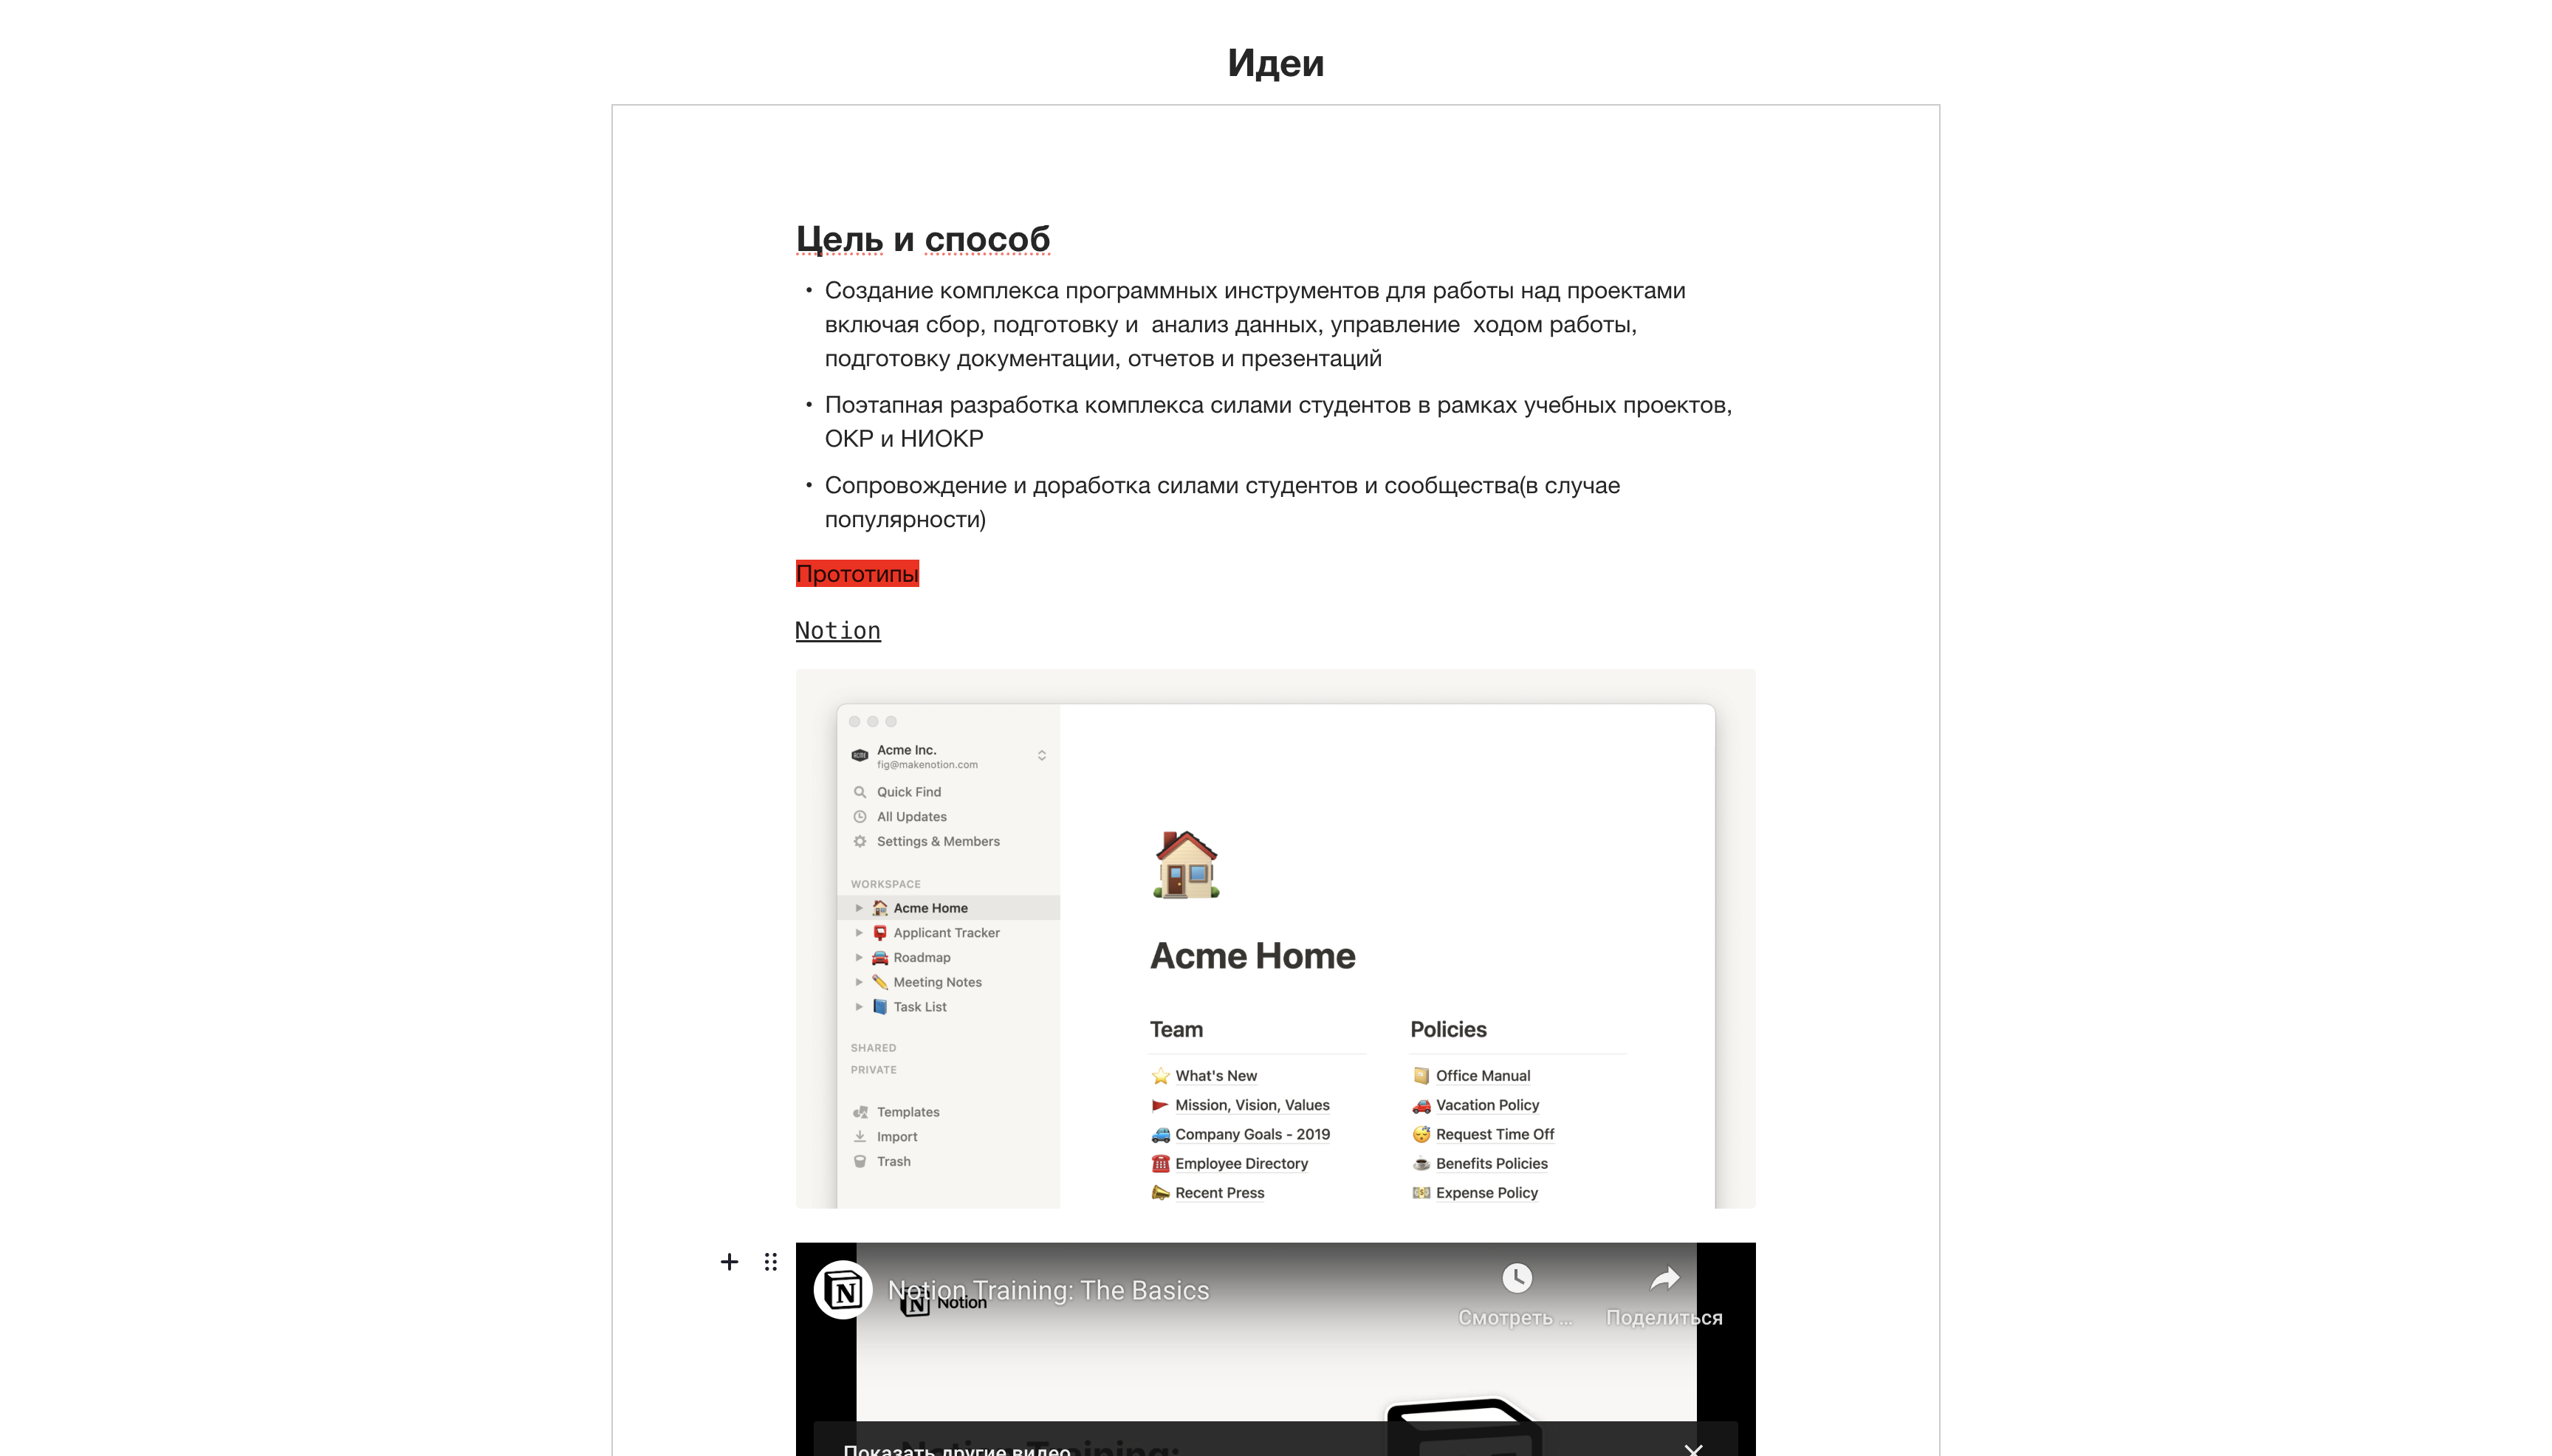 Идеи
Цель и способ
• Создание комплекса программных инструментов для работы над проектами
включая сбор, подготовку и  анализ данных, управление  ходом работы,
подготовку документации, отчетов и презентаций
• Поэтапная разработка комплекса силами студентов в рамках учебных проектов,
ОКР и НИОКР
• Сопровождение и доработка силами студентов и сообщества(в случае
популярности)
Прототипы
Notion
Acme Inc.
fig@makenotion.com
Quick Find
All Updates
Settings & Members
WORKSPACE
Acme Home
Applicant Tracker
Roadmap
Meeting Notes
Task List
SHARED
PRIVATE
Templates
Import
Trash
Acme Home
Team
What's New
Mission, Vision, Values
Company Goals - 2019
Employee Directory
Recent Press
Policies
Office Manual
Vacation Policy
Request Time Off
Benefits Policies
Expense Policy
Notion Training: The Basics
Notion
Смотреть ...
Поделиться
Показать другие видео